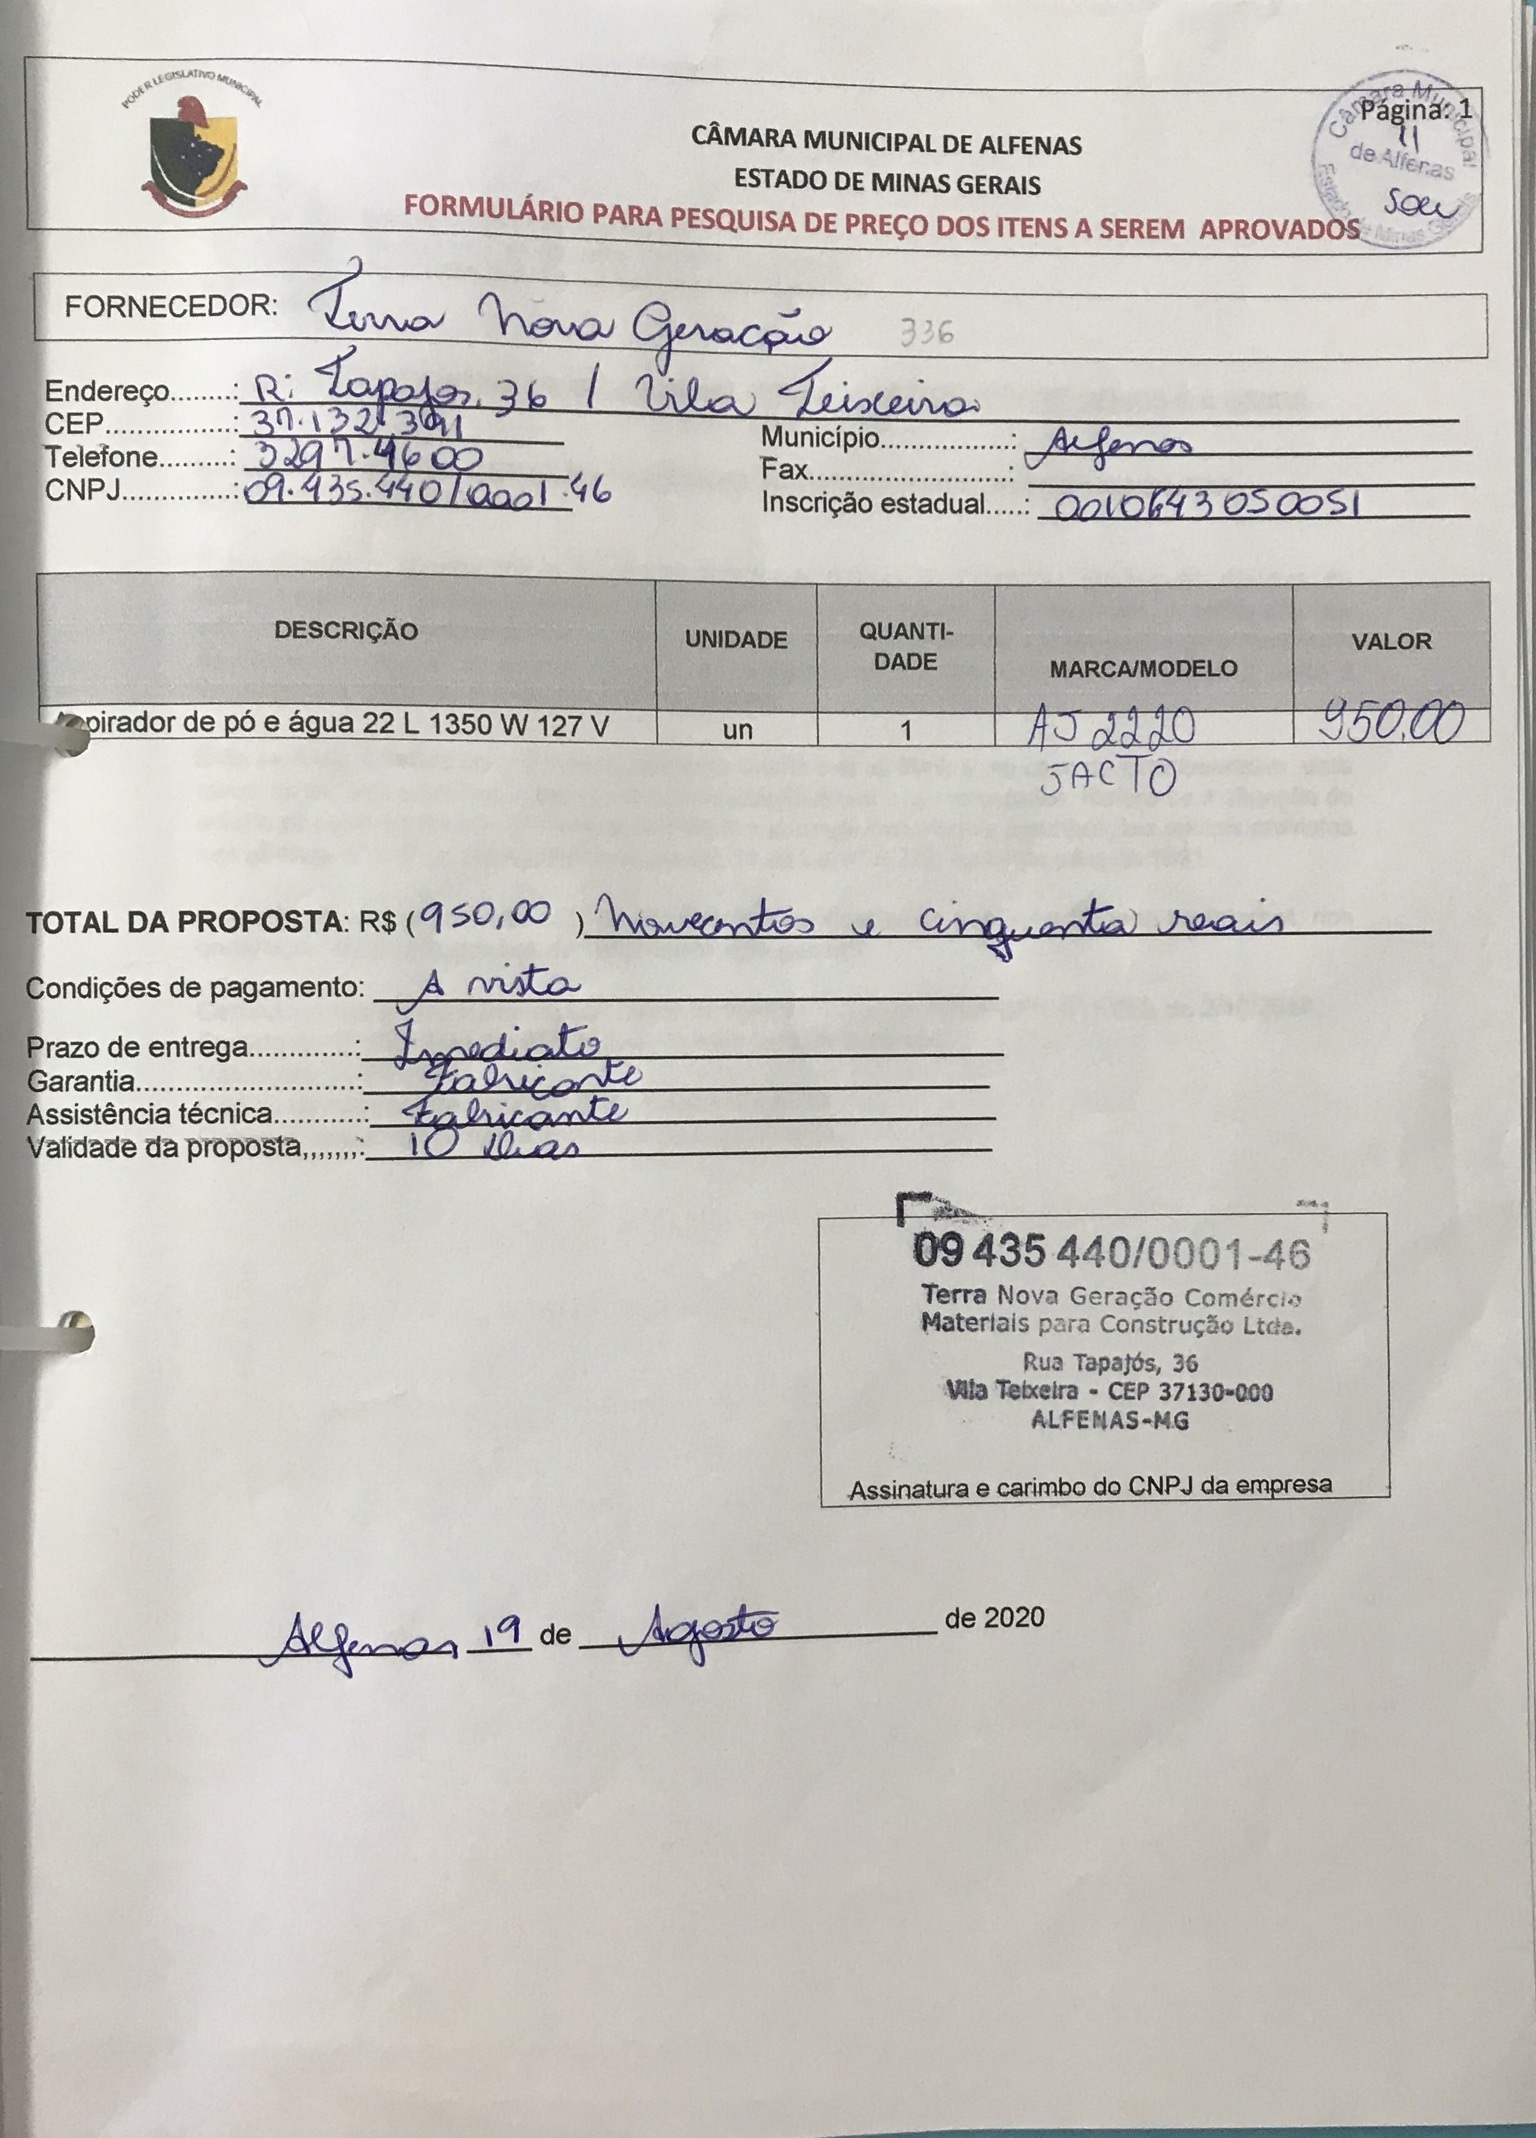 PODER LEGISLATIVO MUNICIPAL
Página: 1
Câmara Municipal
11
de Alfenas
Estado de Minas Gerais
CÂMARA MUNICIPAL DE ALFENAS
ESTADO DE MINAS GERAIS
FORMULÁRIO PARA PESQUISA DE PREÇO DOS ITENS A SEREM APROVADOS
FORNECEDOR: Terra Nova Geração 336
Endereço........: R: Tapajos, 36 / Vila Teixeira
CEP................: 37.132.391
Município...................: Alfenas
Telefone.........: 3297.4600
Fax.............................:
CNPJ..............: 09.435.440/0001.46
Inscrição estadual.....: 0010643050051
DESCRIÇÃO UNIDADE QUANTI-DADE MARCA/MODELO VALOR
pirador de pó e água 22 L 1350 W 127 V un 1 AJ 2220 950,00
JACTO
TOTAL DA PROPOSTA: R$ (950,00 ) Novecentos e cinquenta reais
Condições de pagamento: A vista
Prazo de entrega.............: Imediato
Garantia...........................: Fabricante
Assistência técnica...........: Fabricante
Validade da proposta,,,,,,,: 10 dias
09 435 440/0001-46
Terra Nova Geração Comércio
Materiais para Construção Ltda.
Rua Tapajós, 36
Vila Teixeira - CEP 37130-000
ALFENAS-MG
Assinatura e carimbo do CNPJ da empresa
Alfenas, 19 de Agosto de 2020